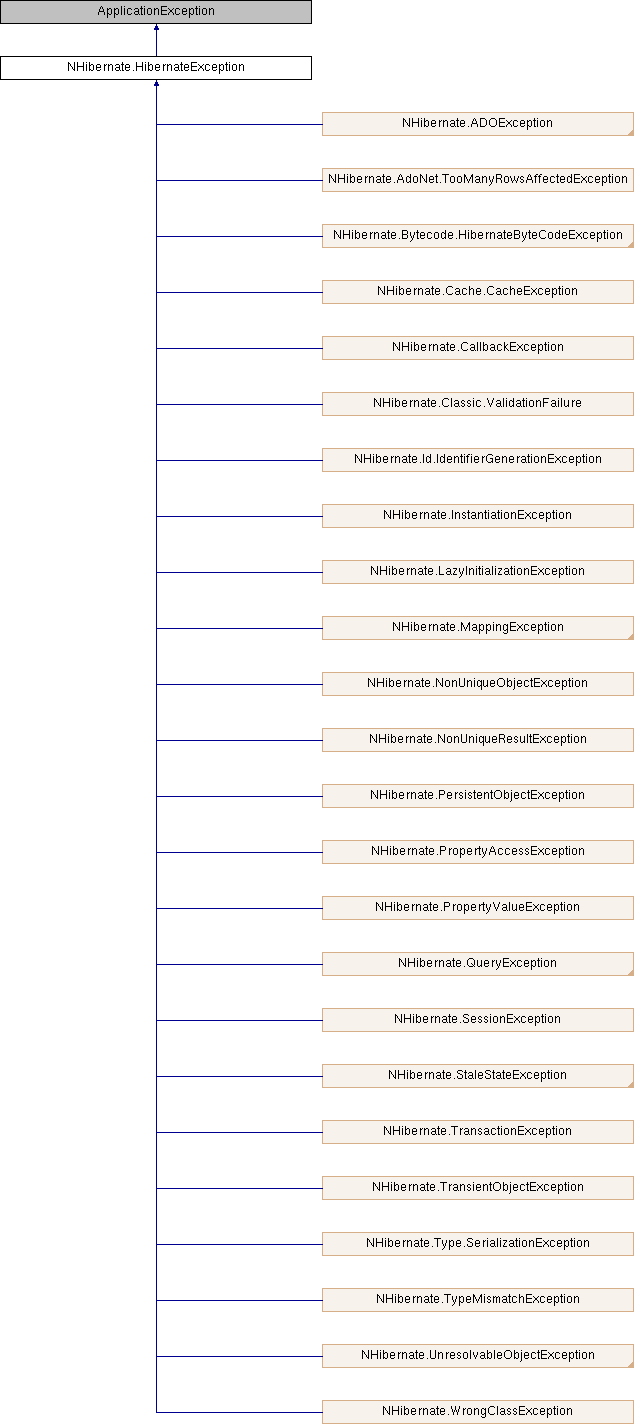 ApplicationException
NHibernate.HibernateException
NHibernate.ADOException
NHibernate.AdoNet.TooManyRowsAffectedException
NHibernate.Bytecode.HibernateByteCodeException
NHibernate.Cache.CacheException
NHibernate.CallbackException
NHibernate.Classic.ValidationFailure
NHibernate.Id.IdentifierGenerationException
NHibernate.InstantiationException
NHibernate.LazyInitializationException
NHibernate.MappingException
NHibernate.NonUniqueObjectException
NHibernate.NonUniqueResultException
NHibernate.PersistentObjectException
NHibernate.PropertyAccessException
NHibernate.PropertyValueException
NHibernate.QueryException
NHibernate.SessionException
NHibernate.StaleStateException
NHibernate.TransactionException
NHibernate.TransientObjectException
NHibernate.Type.SerializationException
NHibernate.TypeMismatchException
NHibernate.UnresolvableObjectException
NHibernate.WrongClassException